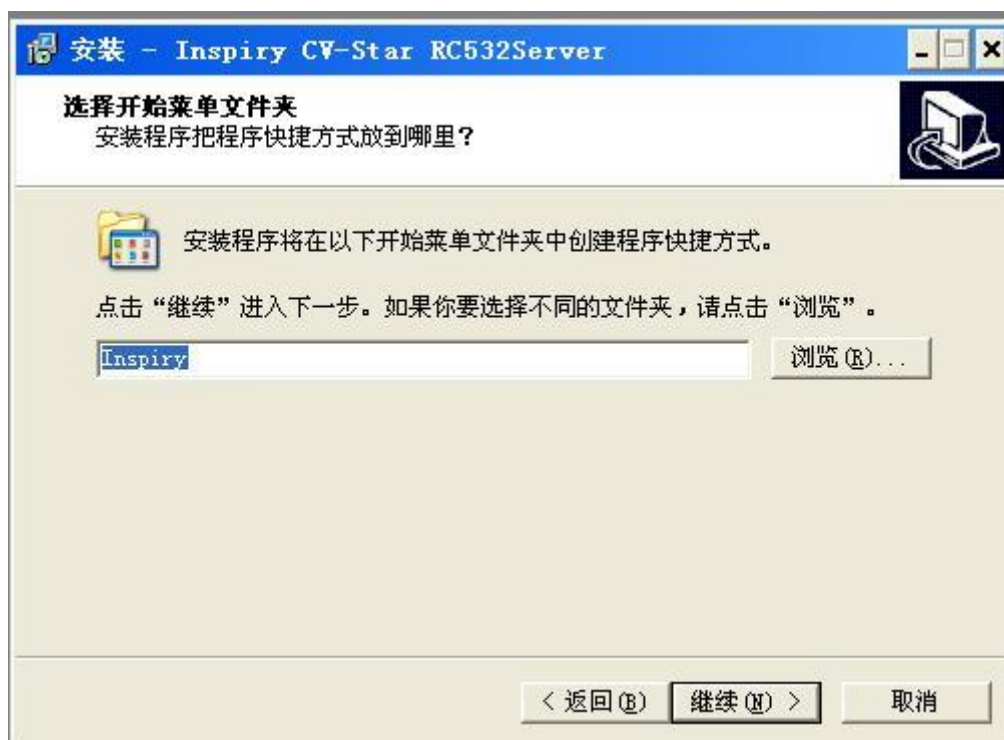 安装 - Inspiry CV-Star RC532Server
选择开始菜单文件夹
安装程序把程序快捷方式放到哪里？
安装程序将在以下开始菜单文件夹中创建程序快捷方式。
点击“继续”进入下一步。如果你要选择不同的文件夹，请点击“浏览”。
Inspiry
浏览(R)...
< 返回(B)
继续(N) >
取消